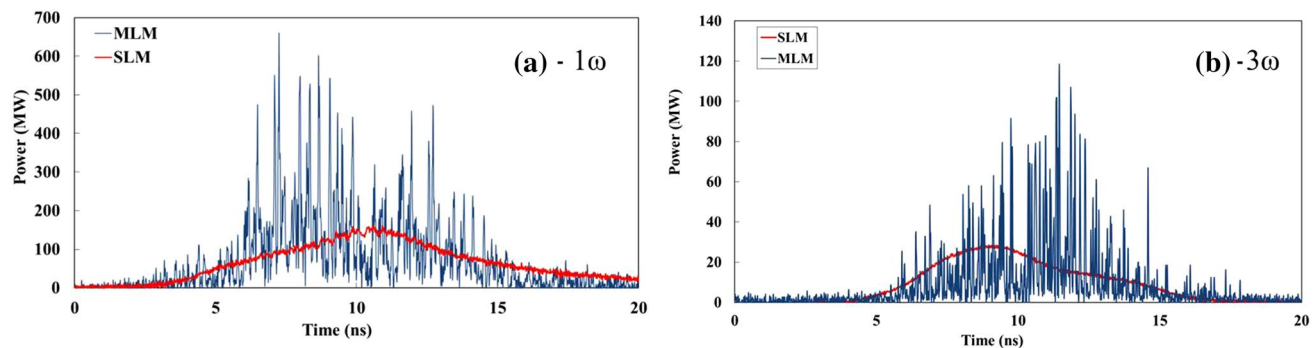 700
600
500
400
300
200
100
0
Power (MW)
MLM
SLM
(a) - 1ω
0 5 10 15 20
Time (ns)
140
120
100
80
60
40
20
0
Power (MW)
SLM
MLM
(b) -3ω
0 5 10 15 20
Time (ns)